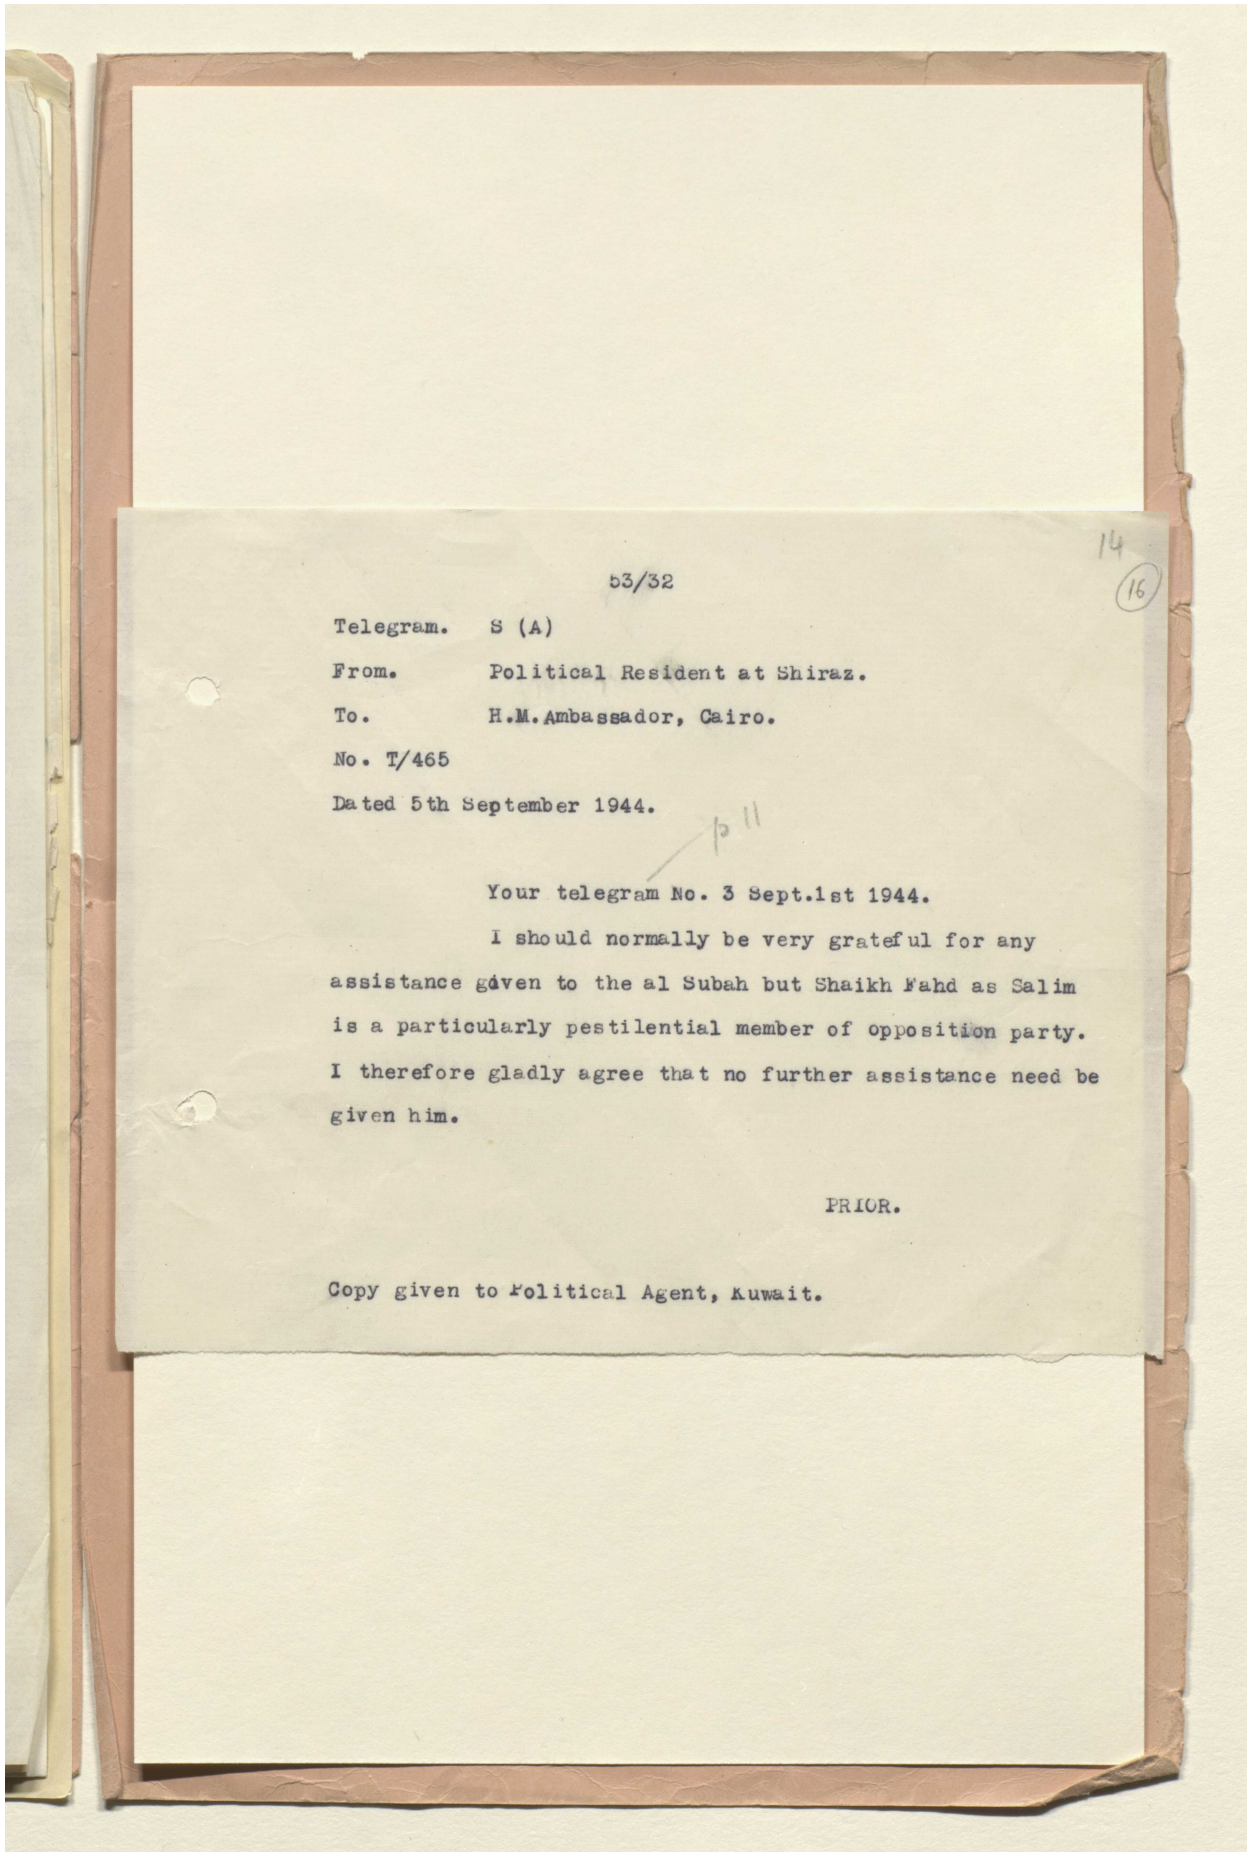 14
16
53/32
Telegram. S (A)
From. Political Resident at Shiraz.
To. H.M.Ambassador, Cairo.
No. T/465
Dated 5th September 1944.
p 11
Your telegram No. 3 Sept.1st 1944.
I should normally be very grateful for any
assistance given to the al Subah but Shaikh Fahd as Salim
is a particularly pestilential member of opposition party.
I therefore gladly agree that no further assistance need be
given him.
PRIOR.
Copy given to Political Agent, Kuwait.